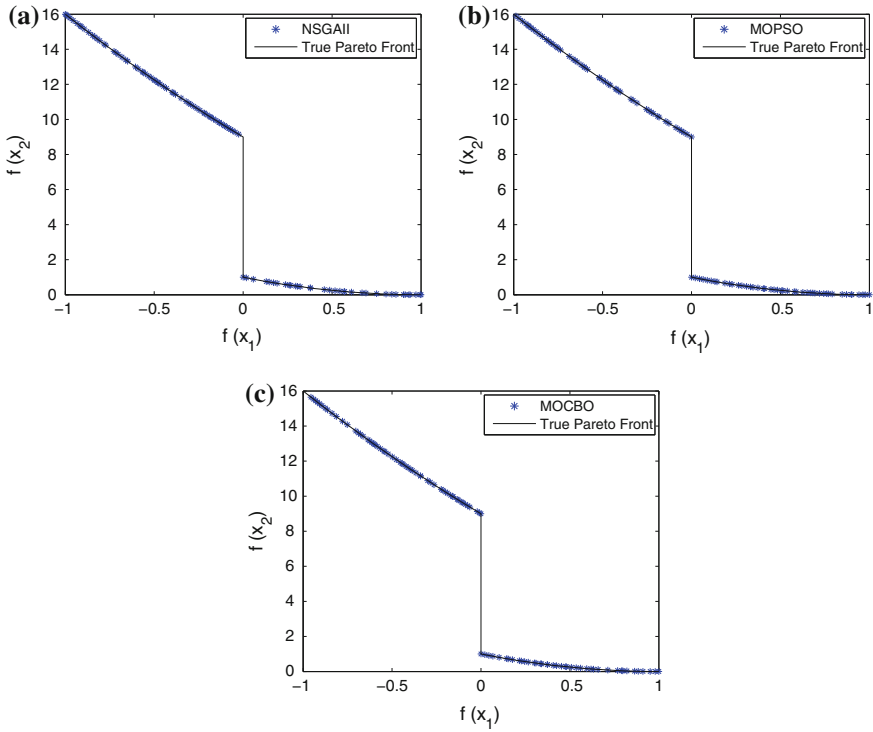 (a)
16
14
12
10
8
6
4
2
0
f (x2)
-1
-0.5
0
0.5
1
f (x1)
NSGAII
True Pareto Front
(b)
16
14
12
10
8
6
4
2
0
f (x2)
-1
-0.5
0
0.5
1
f (x1)
MOPSO
True Pareto Front
(c)
16
14
12
10
8
6
4
2
0
f (x2)
-1
-0.5
0
0.5
1
f (x1)
MOCBO
True Pareto Front